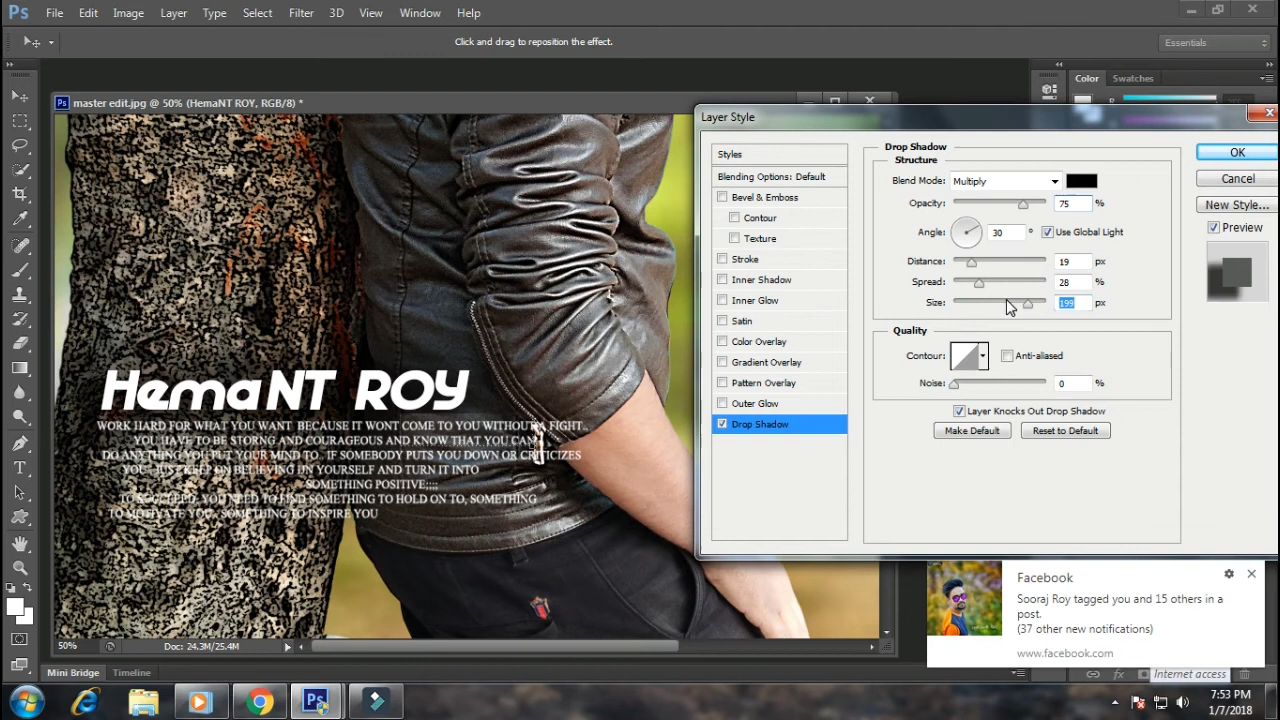 Ps File Edit Image Layer Type Select Filter 3D View Window Help
Click and drag to reposition the effect.
Essentials
Color Swatches
Ps master edit.jpg @ 50% (HemaNT ROY, RGB/8) *
Layer Style
Styles
Blending Options: Default
Bevel & Emboss
Contour
Texture
Stroke
Inner Shadow
Inner Glow
Satin
Color Overlay
Gradient Overlay
Pattern Overlay
Outer Glow
Drop Shadow
Drop Shadow
Structure
Blend Mode: Multiply
Opacity: 75 %
Angle: 30 ° Use Global Light
Distance: 19 px
Spread: 28 %
Size: 199 px
Quality
Contour: Anti-aliased
Noise: 0 %
Layer Knocks Out Drop Shadow
Make Default Reset to Default
OK
Cancel
New Style...
Preview
HemaNT ROY
WORK HARD FOR WHAT YOU WANT BECAUSE IT WONT COME TO YOU WITHOUT A FIGHT..
YOU HAVE TO BE STORNG AND COURAGEOUS AND KNOW THAT YOU CAN
DO ANYTHING YOU PUT YOUR MIND TO.. IF SOMEBODY PUTS YOU DOWN OR CRITICIZES
YOU.. JUST KEEP ON BELIEVING IN YOURSELF AND TURN IT INTO
SOMETHING POSITIVE;;;;
TO SUCCEED, YOU NEED TO FIND SOMETHING TO HOLD ON TO, SOMETHING
TO MOTIVATE YOU.. SOMETHING TO INSPIRE YOU
50% Doc: 24.3M/25.4M
Mini Bridge Timeline
Facebook
Sooraj Roy tagged you and 15 others in a
post.
(37 other new notifications)
www.facebook.com
fx
Internet access
Ps
7:53 PM
1/7/2018